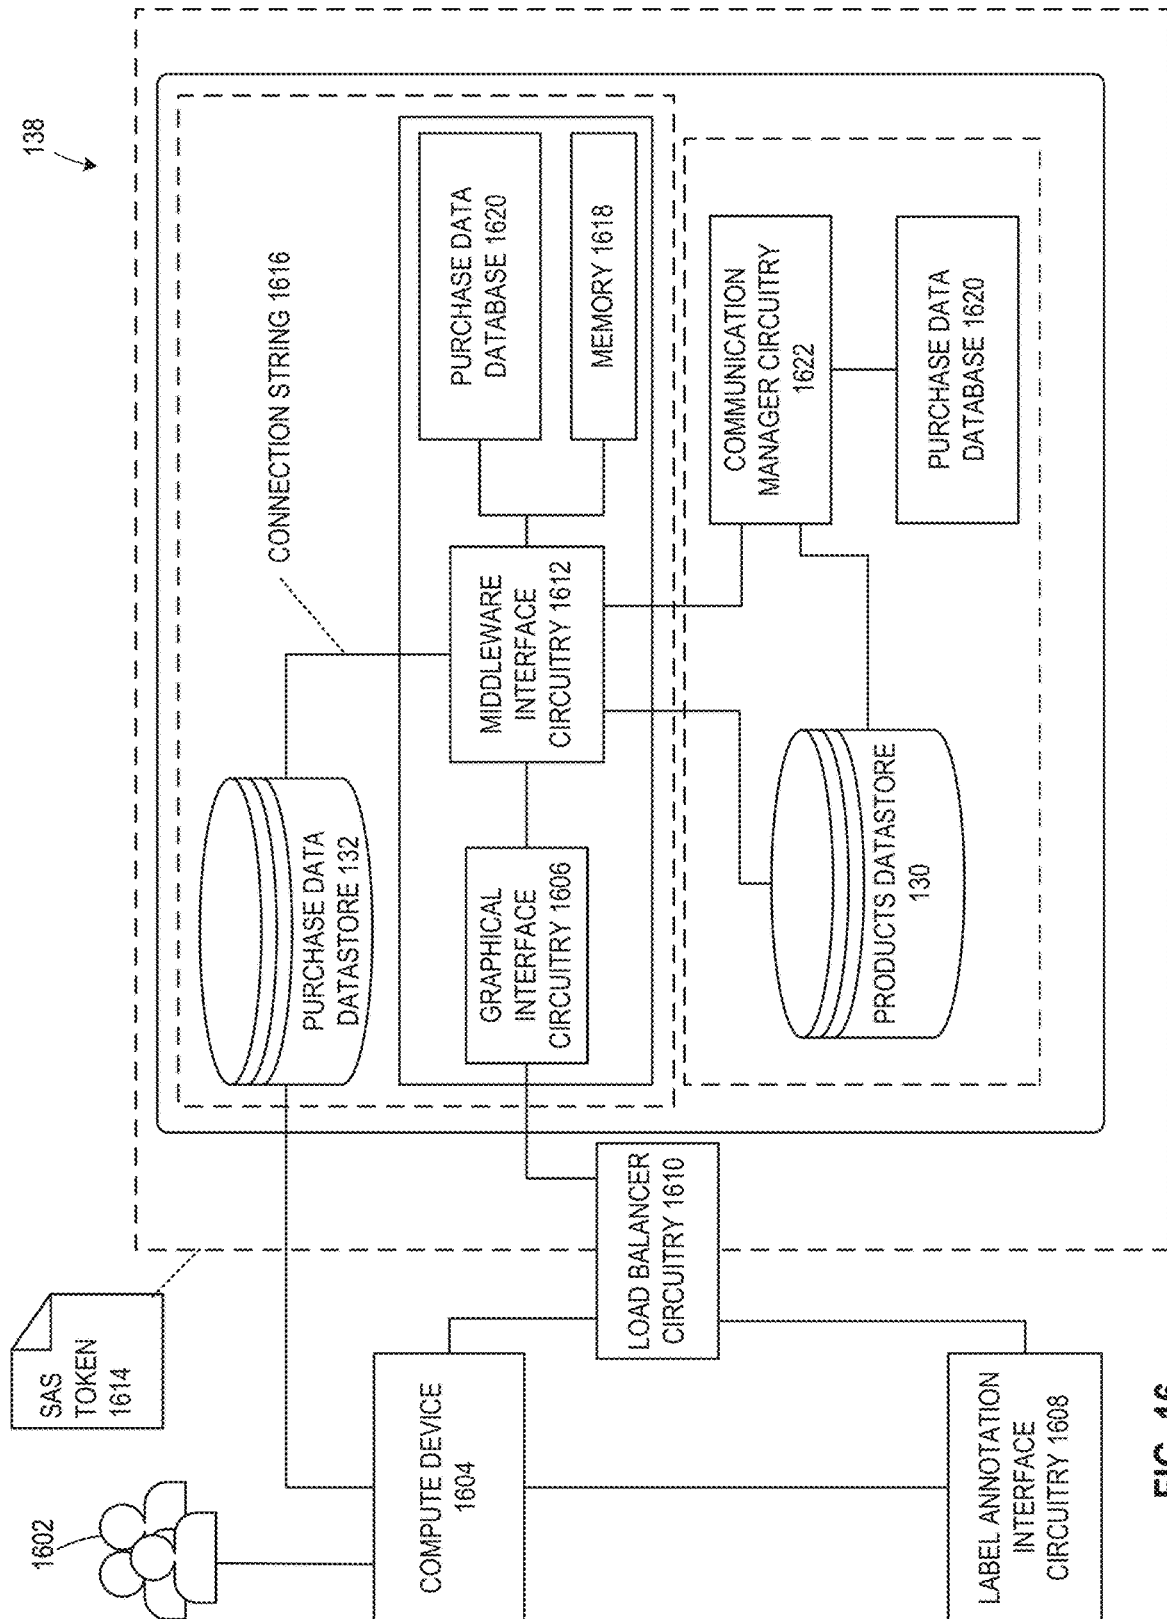 138
1602
SAS
TOKEN
1614
COMPUTE DEVICE
1604
LABEL ANNOTATION
INTERFACE
CIRCUITRY 1608
LOAD BALANCER
CIRCUITRY 1610
PURCHASE DATA
DATASTORE 132
CONNECTION STRING 1616
GRAPHICAL
INTERFACE
CIRCUITRY 1606
MIDDLEWARE
INTERFACE
CIRCUITRY 1612
PURCHASE DATA
DATABASE 1620
MEMORY 1618
PRODUCTS DATASTORE
130
COMMUNICATION
MANAGER CIRCUITRY
1622
PURCHASE DATA
DATABASE 1620
FIG. 16